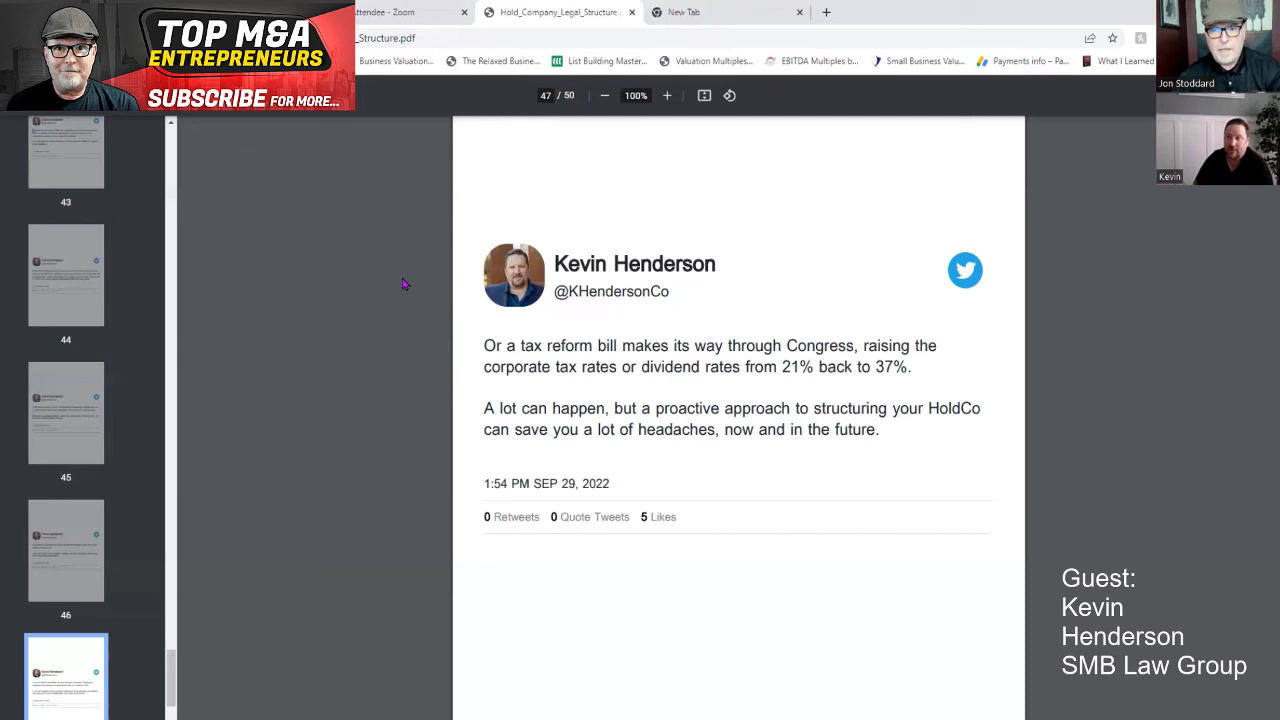 TOP M&A
ENTREPRENEURS
SUBSCRIBE FOR MORE...
ttendee - Zoom
Hold_Company_Legal_Structure.
New Tab
_Structure.pdf
Business Valuation...
The Relaxed Busine...
List Building Master...
Valuation Multiples...
EBITDA Multiples b...
Small Business Valu...
Payments info – Pa...
What I Learned
47 / 50
100%
Jon Stoddard
Kevin
43
44
45
46
Kevin Henderson
@KHendersonCo
Or a tax reform bill makes its way through Congress, raising the
corporate tax rates or dividend rates from 21% back to 37%.
A lot can happen, but a proactive approach to structuring your HoldCo
can save you a lot of headaches, now and in the future.
1:54 PM SEP 29, 2022
0 Retweets 0 Quote Tweets 5 Likes
Guest:
Kevin
Henderson
SMB Law Group